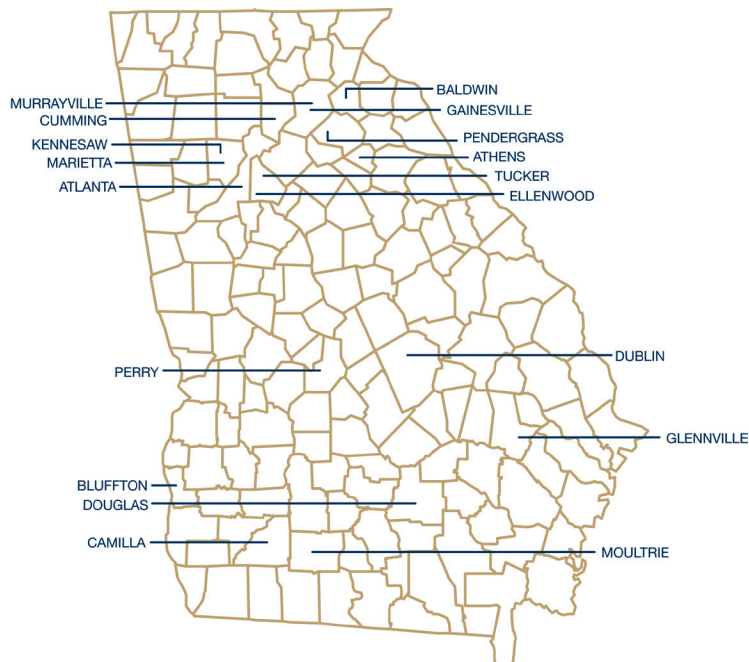 BALDWIN
MURRAYVILLE
GAINESVILLE
CUMMING
PENDERGRASS
KENNESAW
ATHENS
MARIETTA
TUCKER
ATLANTA
ELLENWOOD
DUBLIN
PERRY
GLENNVILLE
BLUFFTON
DOUGLAS
CAMILLA
MOULTRIE